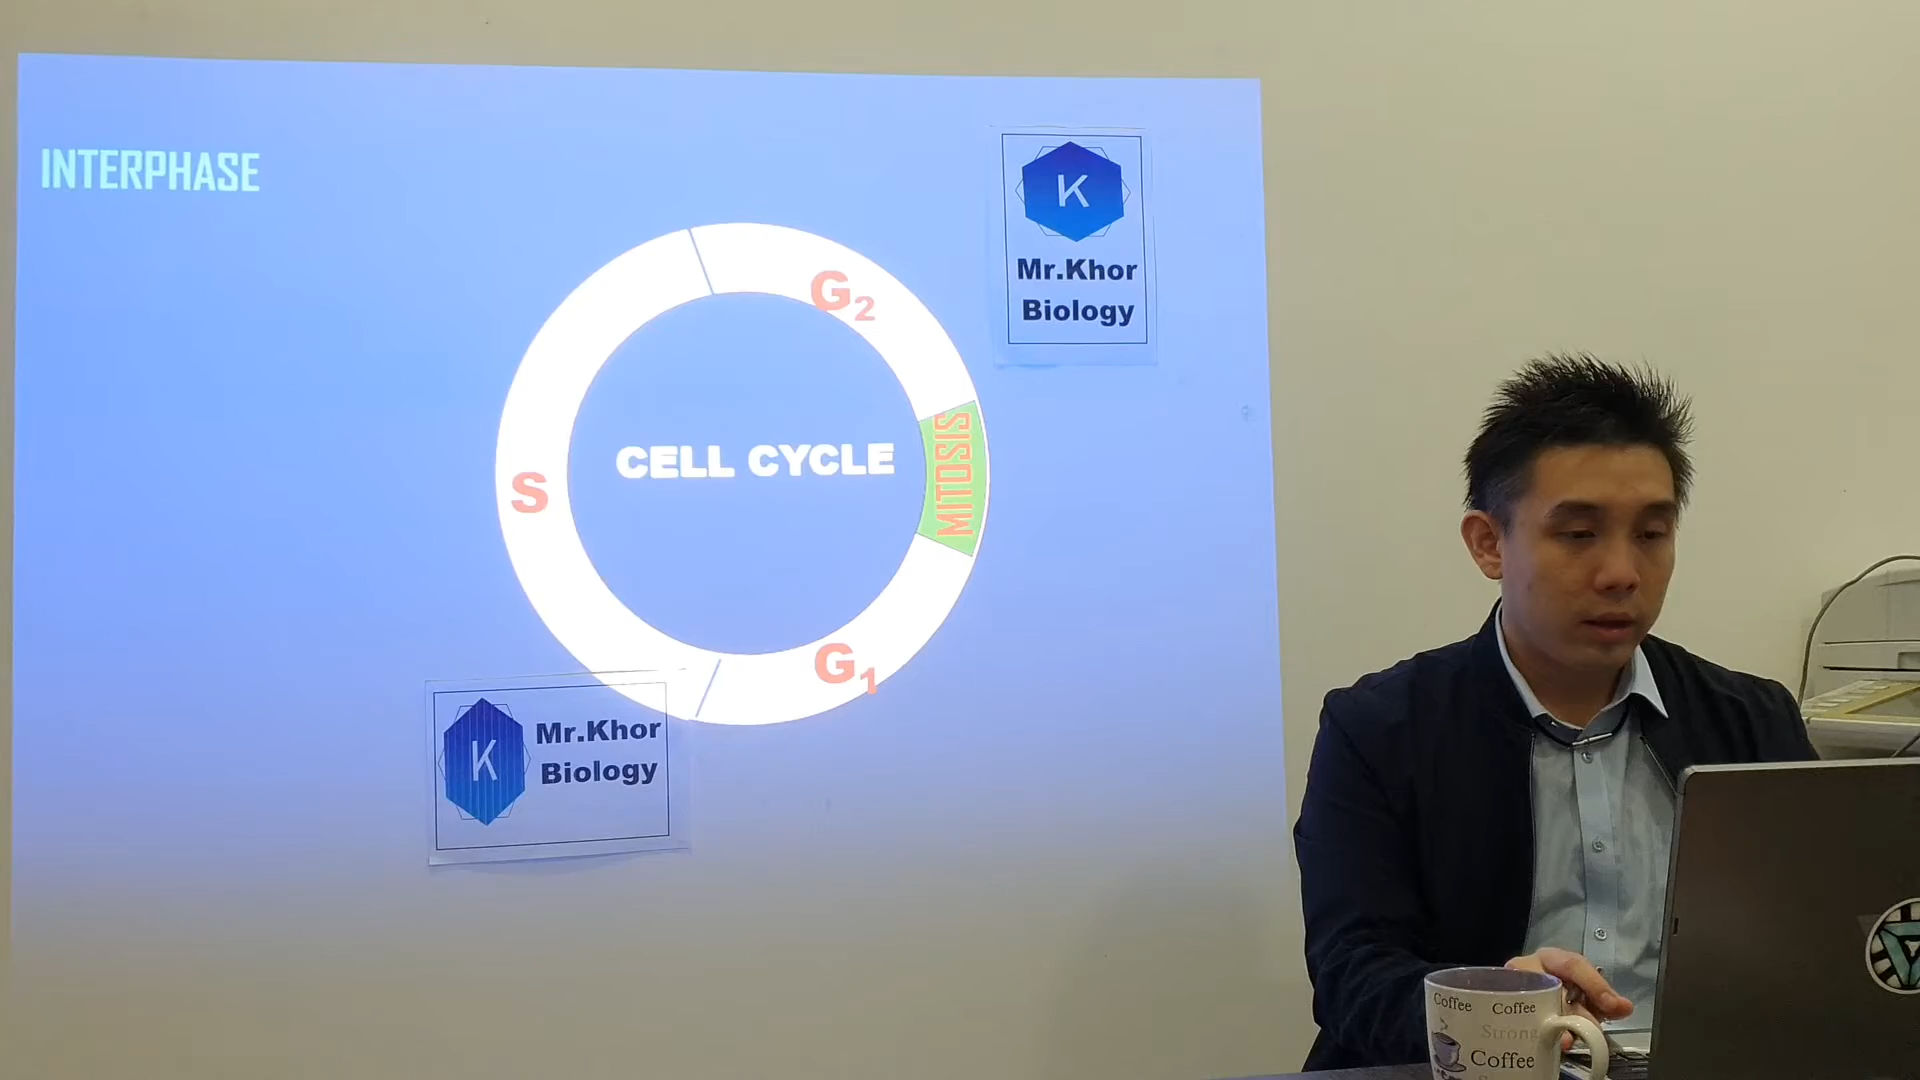 INTERPHASE
K
Mr.Khor
Biology
G2
CELL CYCLE
MITOSIS
S
G1
K
Mr.Khor
Biology
Coffee Coffee
Strong
Coffee